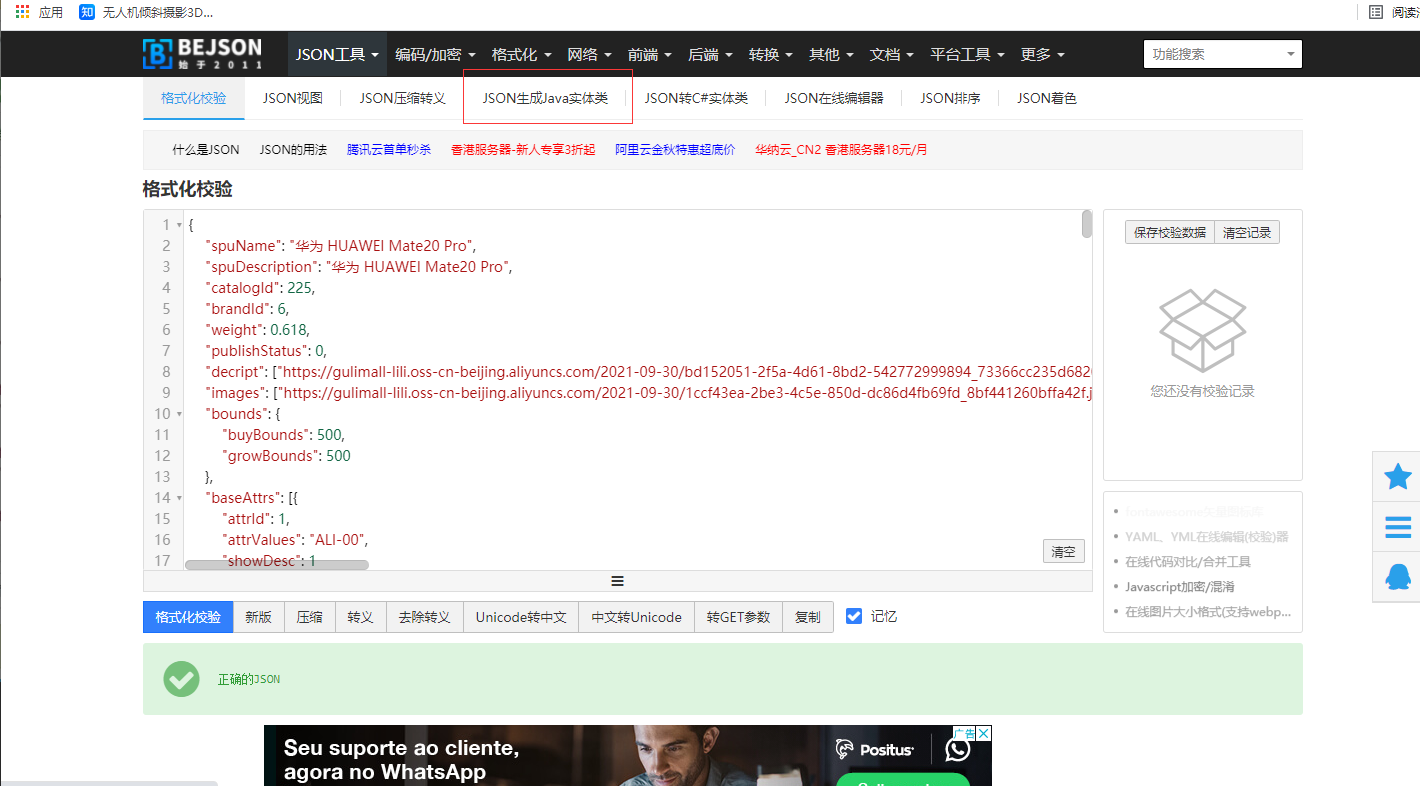 应用 知 无人机倾斜摄影3D... 阅读
BEJSON
始于2011
JSON工具 编码/加密 格式化 网络 前端 后端 转换 其他 文档 平台工具 更多 功能搜索
格式化校验 JSON视图 JSON压缩转义 JSON生成Java实体类 JSON转C#实体类 JSON在线编辑器 JSON排序 JSON着色
什么是JSON JSON的用法 腾讯云首单秒杀 香港服务器-新人专享3折起 阿里云金秋特惠超底价 华纳云_CN2 香港服务器18元/月
格式化校验
1 {
2 "spuName": "华为 HUAWEI Mate20 Pro",
3 "spuDescription": "华为 HUAWEI Mate20 Pro",
4 "catalogId": 225,
5 "brandId": 6,
6 "weight": 0.618,
7 "publishStatus": 0,
8 "decript": ["https://gulimall-lili.oss-cn-beijing.aliyuncs.com/2021-09-30/bd152051-2f5a-4d61-8bd2-542772999894_73366cc235d682
9 "images": ["https://gulimall-lili.oss-cn-beijing.aliyuncs.com/2021-09-30/1ccf43ea-2be3-4c5e-850d-dc86d4fb69fd_8bf441260bffa42f.j
10 "bounds": {
11 "buyBounds": 500,
12 "growBounds": 500
13 },
14 "baseAttrs": [{
15 "attrId": 1,
16 "attrValues": "ALI-00",
17 "showDesc": 1
清空
保存校验数据 清空记录
您还没有校验记录
YAML、YML在线编辑(校验)器
在线代码对比/合并工具
Javascript加密/混淆
在线图片大小格式(支持webp...
格式化校验 新版 压缩 转义 去除转义 Unicode转中文 中文转Unicode 转GET参数 复制 记忆
正确的JSON
Seu suporte ao cliente,
agora no WhatsApp
Positus
广告